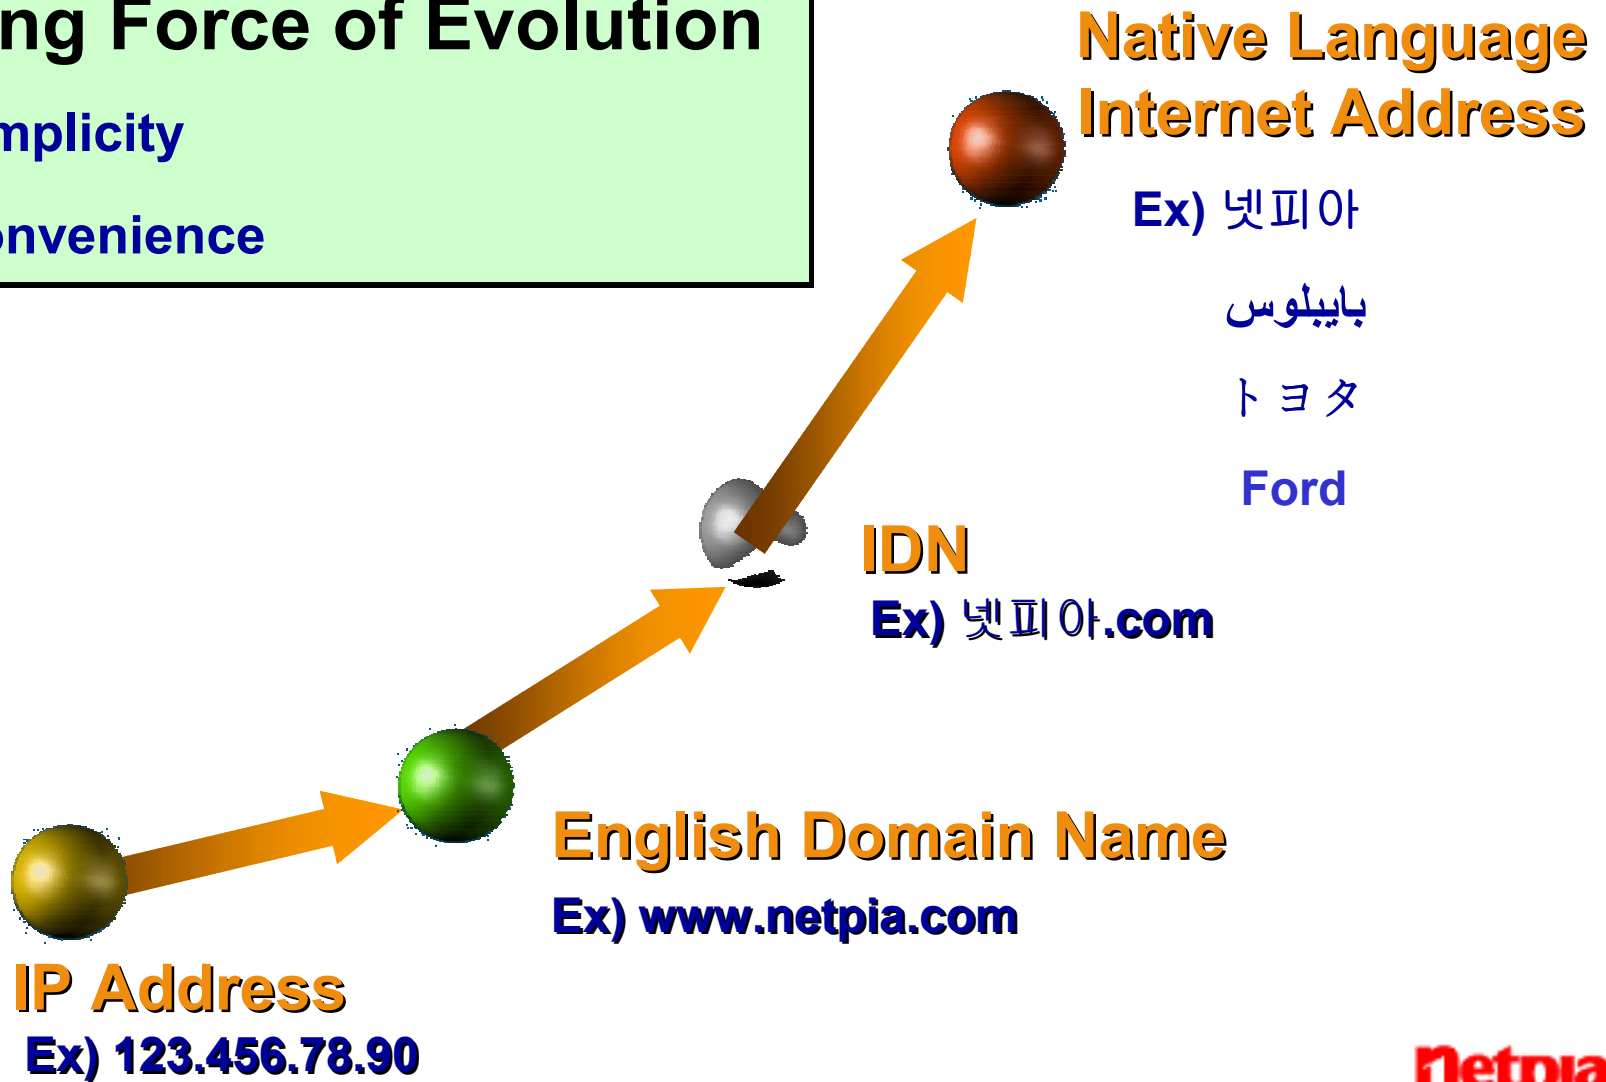 ng Force of Evolution
mplicity
onvenience
Native Language
Internet Address
Ex) 넷피아
بايبلوس
トヨタ
Ford
IDN
Ex) 넷피아.com
English Domain Name
Ex) www.netpia.com
IP Address
Ex) 123.456.78.90
netpia